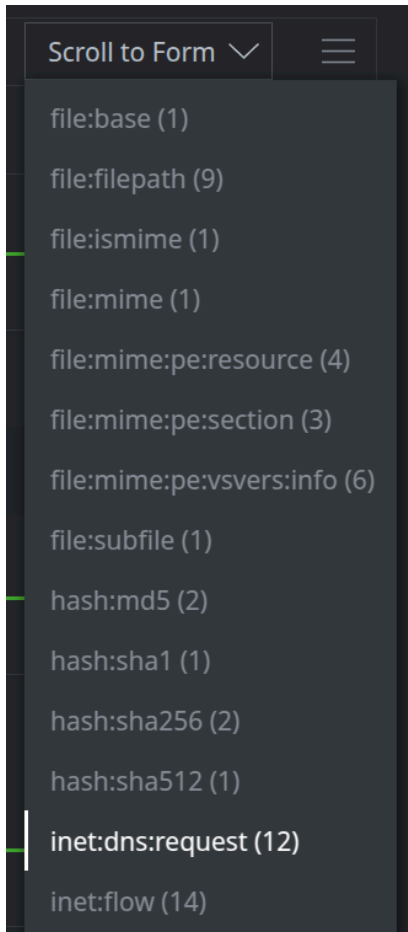 Scroll to Form
file:base (1)
file:filepath (9)
file:ismime (1)
file:mime (1)
file:mime:pe:resource (4)
file:mime:pe:section (3)
file:mime:pe:vsvers:info (6)
file:subfile (1)
hash:md5 (2)
hash:sha1 (1)
hash:sha256 (2)
hash:sha512 (1)
inet:dns:request (12)
inet:flow (14)